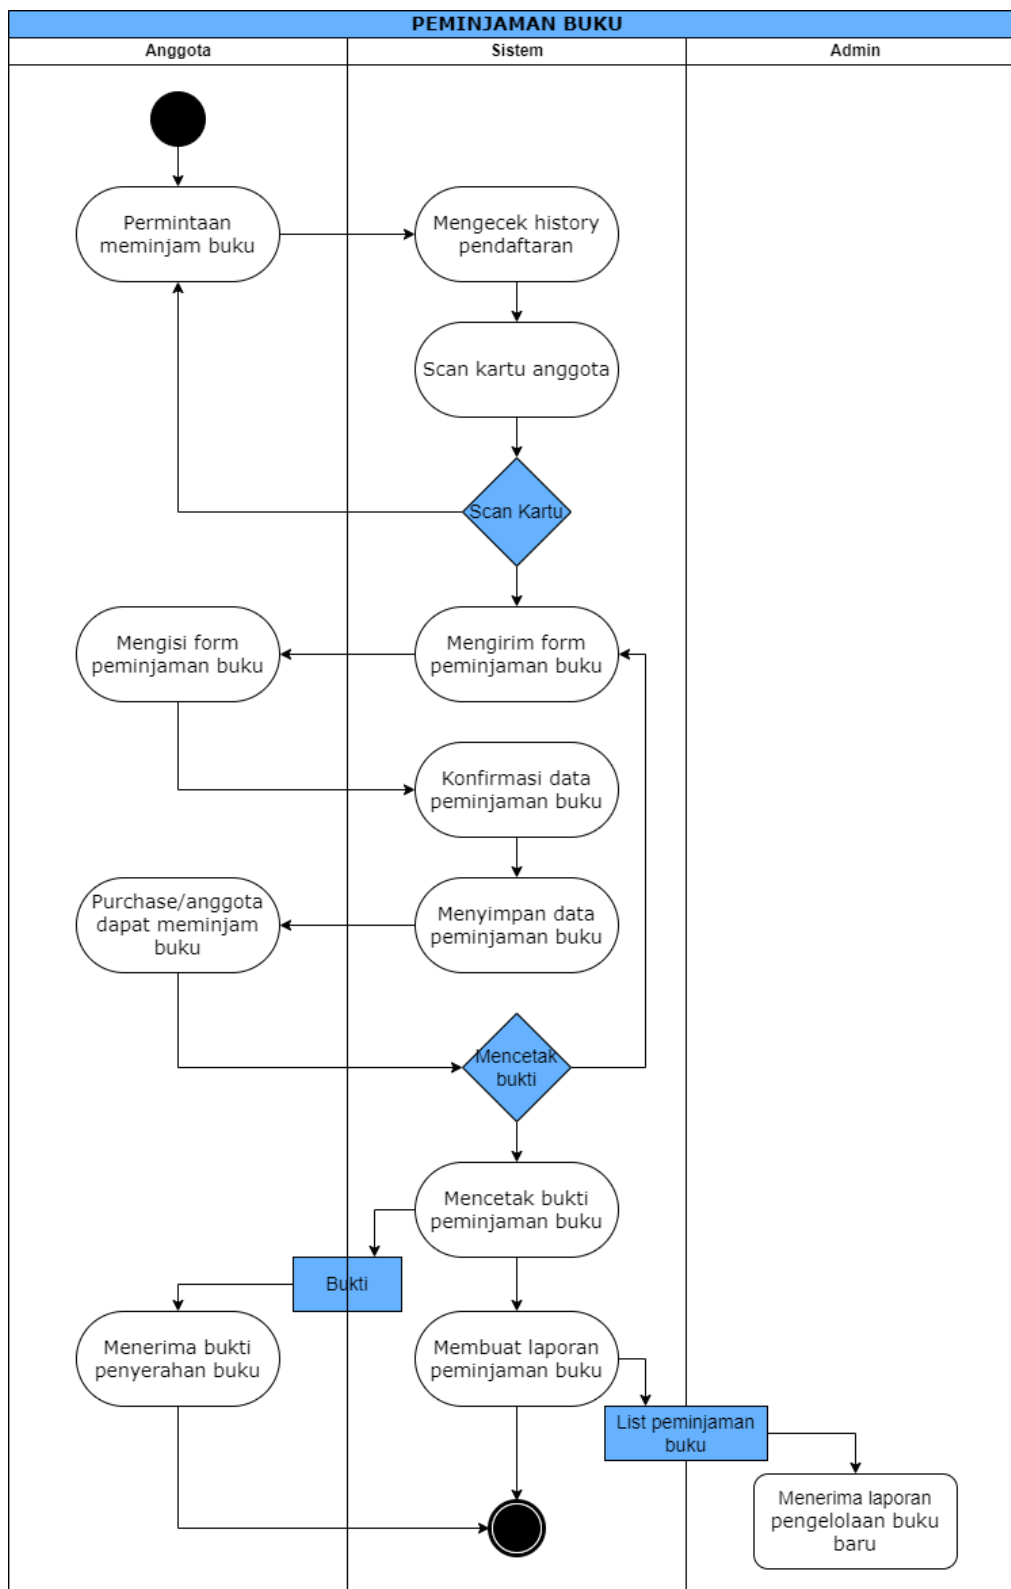 PEMINJAMAN BUKU
Anggota
Sistem
Admin
Permintaan
meminjam buku
Mengecek history
pendaftaran
Scan kartu anggota
Scan Kartu
Mengisi form
peminjaman buku
Mengirim form
peminjaman buku
Konfirmasi data
peminjaman buku
Purchase/anggota
dapat meminjam
buku
Menyimpan data
peminjaman buku
Mencetak
bukti
Mencetak bukti
peminjaman buku
Bukti
Menerima bukti
penyerahan buku
Membuat laporan
peminjaman buku
List peminjaman
buku
Menerima laporan
pengelolaan buku
baru